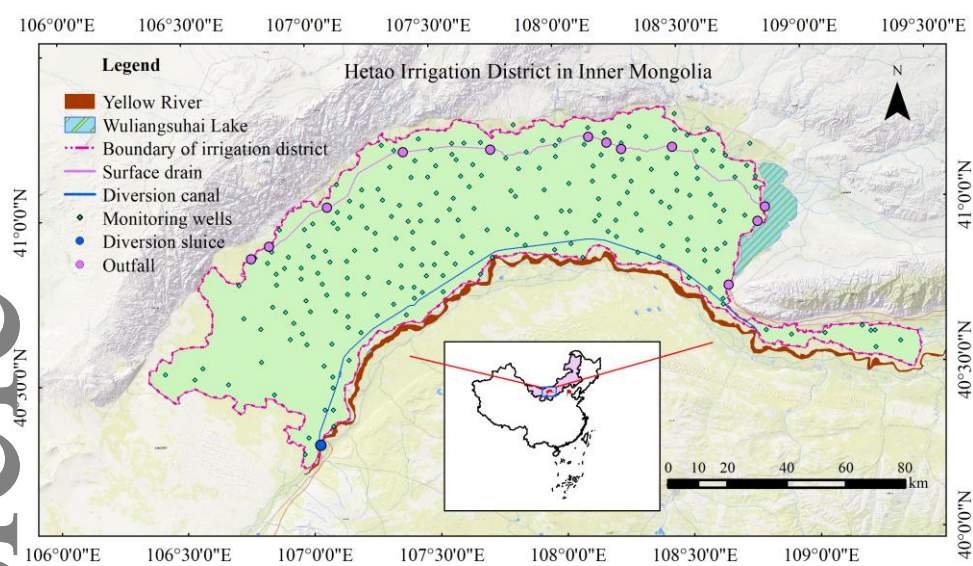 106°0'0"E 106°30'0"E 107°0'0"E 107°30'0"E 108°0'0"E 108°30'0"E 109°0'0"E 109°30'0"E
Legend
Hetao Irrigation District in Inner Mongolia
N
Yellow River
Wuliangsuhai Lake
Boundary of irrigation district
Surface drain
Diversion canal
Monitoring wells
Diversion sluice
Outfall
41°0'0"N
40°30'0"N
41°0'0"N
40°30'0"N
40°0'0"N
0 10 20 40 60 80
km
106°0'0"E 106°30'0"E 107°0'0"E 107°30'0"E 108°0'0"E 108°30'0"E 109°0'0"E